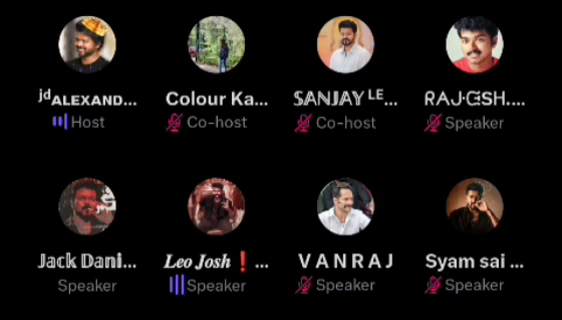 ʲᵈALEXAND...
Colour Ka...
SANJAY ᴸᴱ...
RAJ·GSH....
Host
Co-host
Co-host
Speaker
Jack Dani...
Leo Josh❗...
V A N R A J
Syam sai ...
Speaker
Speaker
Speaker
Speaker